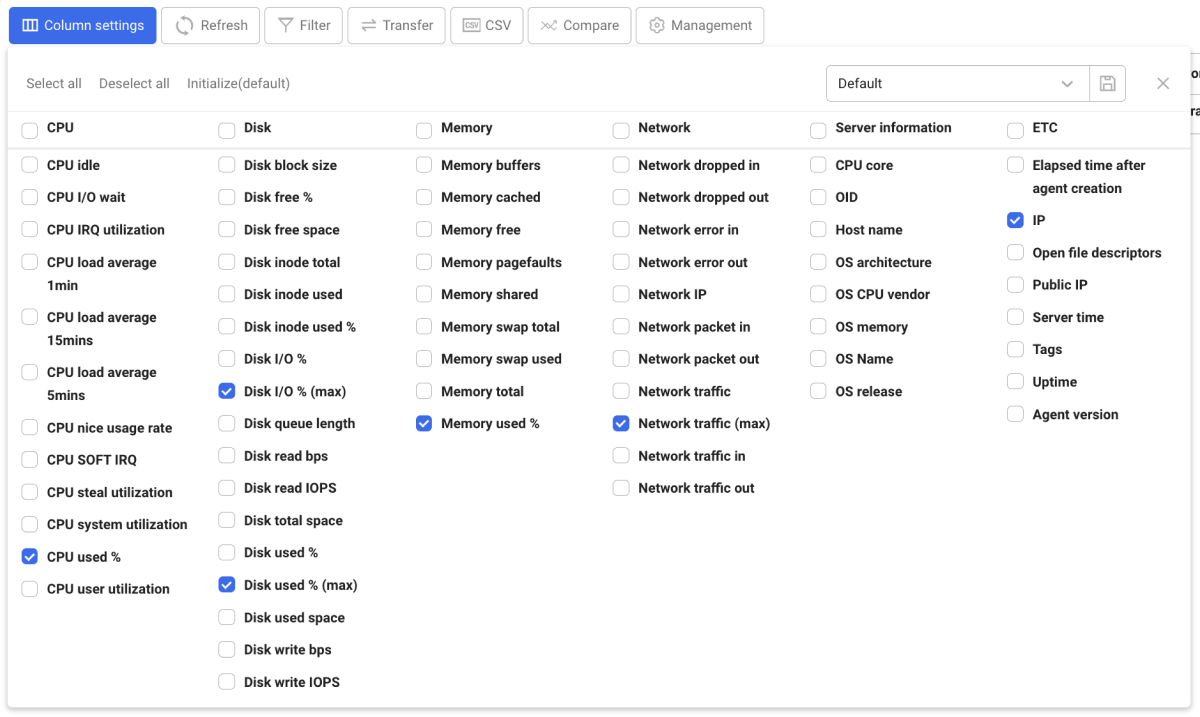 Column settings
Refresh
Filter
Transfer
CSV CSV
Compare
Management
Select all
Deselect all
Initialize(default)
Default
CPU
CPU idle
CPU I/O wait
CPU IRQ utilization
CPU load average
1min
CPU load average
15mins
CPU load average
5mins
CPU nice usage rate
CPU SOFT IRQ
CPU steal utilization
CPU system utilization
CPU used %
CPU user utilization
Disk
Disk block size
Disk free %
Disk free space
Disk inode total
Disk inode used
Disk inode used %
Disk I/O %
Disk I/O % (max)
Disk queue length
Disk read bps
Disk read IOPS
Disk total space
Disk used %
Disk used % (max)
Disk used space
Disk write bps
Disk write IOPS
Memory
Memory buffers
Memory cached
Memory free
Memory pagefaults
Memory shared
Memory swap total
Memory swap used
Memory total
Memory used %
Network
Network dropped in
Network dropped out
Network error in
Network error out
Network IP
Network packet in
Network packet out
Network traffic
Network traffic (max)
Network traffic in
Network traffic out
Server information
CPU core
OID
Host name
OS architecture
OS CPU vendor
OS memory
OS Name
OS release
ETC
Elapsed time after
agent creation
IP
Open file descriptors
Public IP
Server time
Tags
Uptime
Agent version